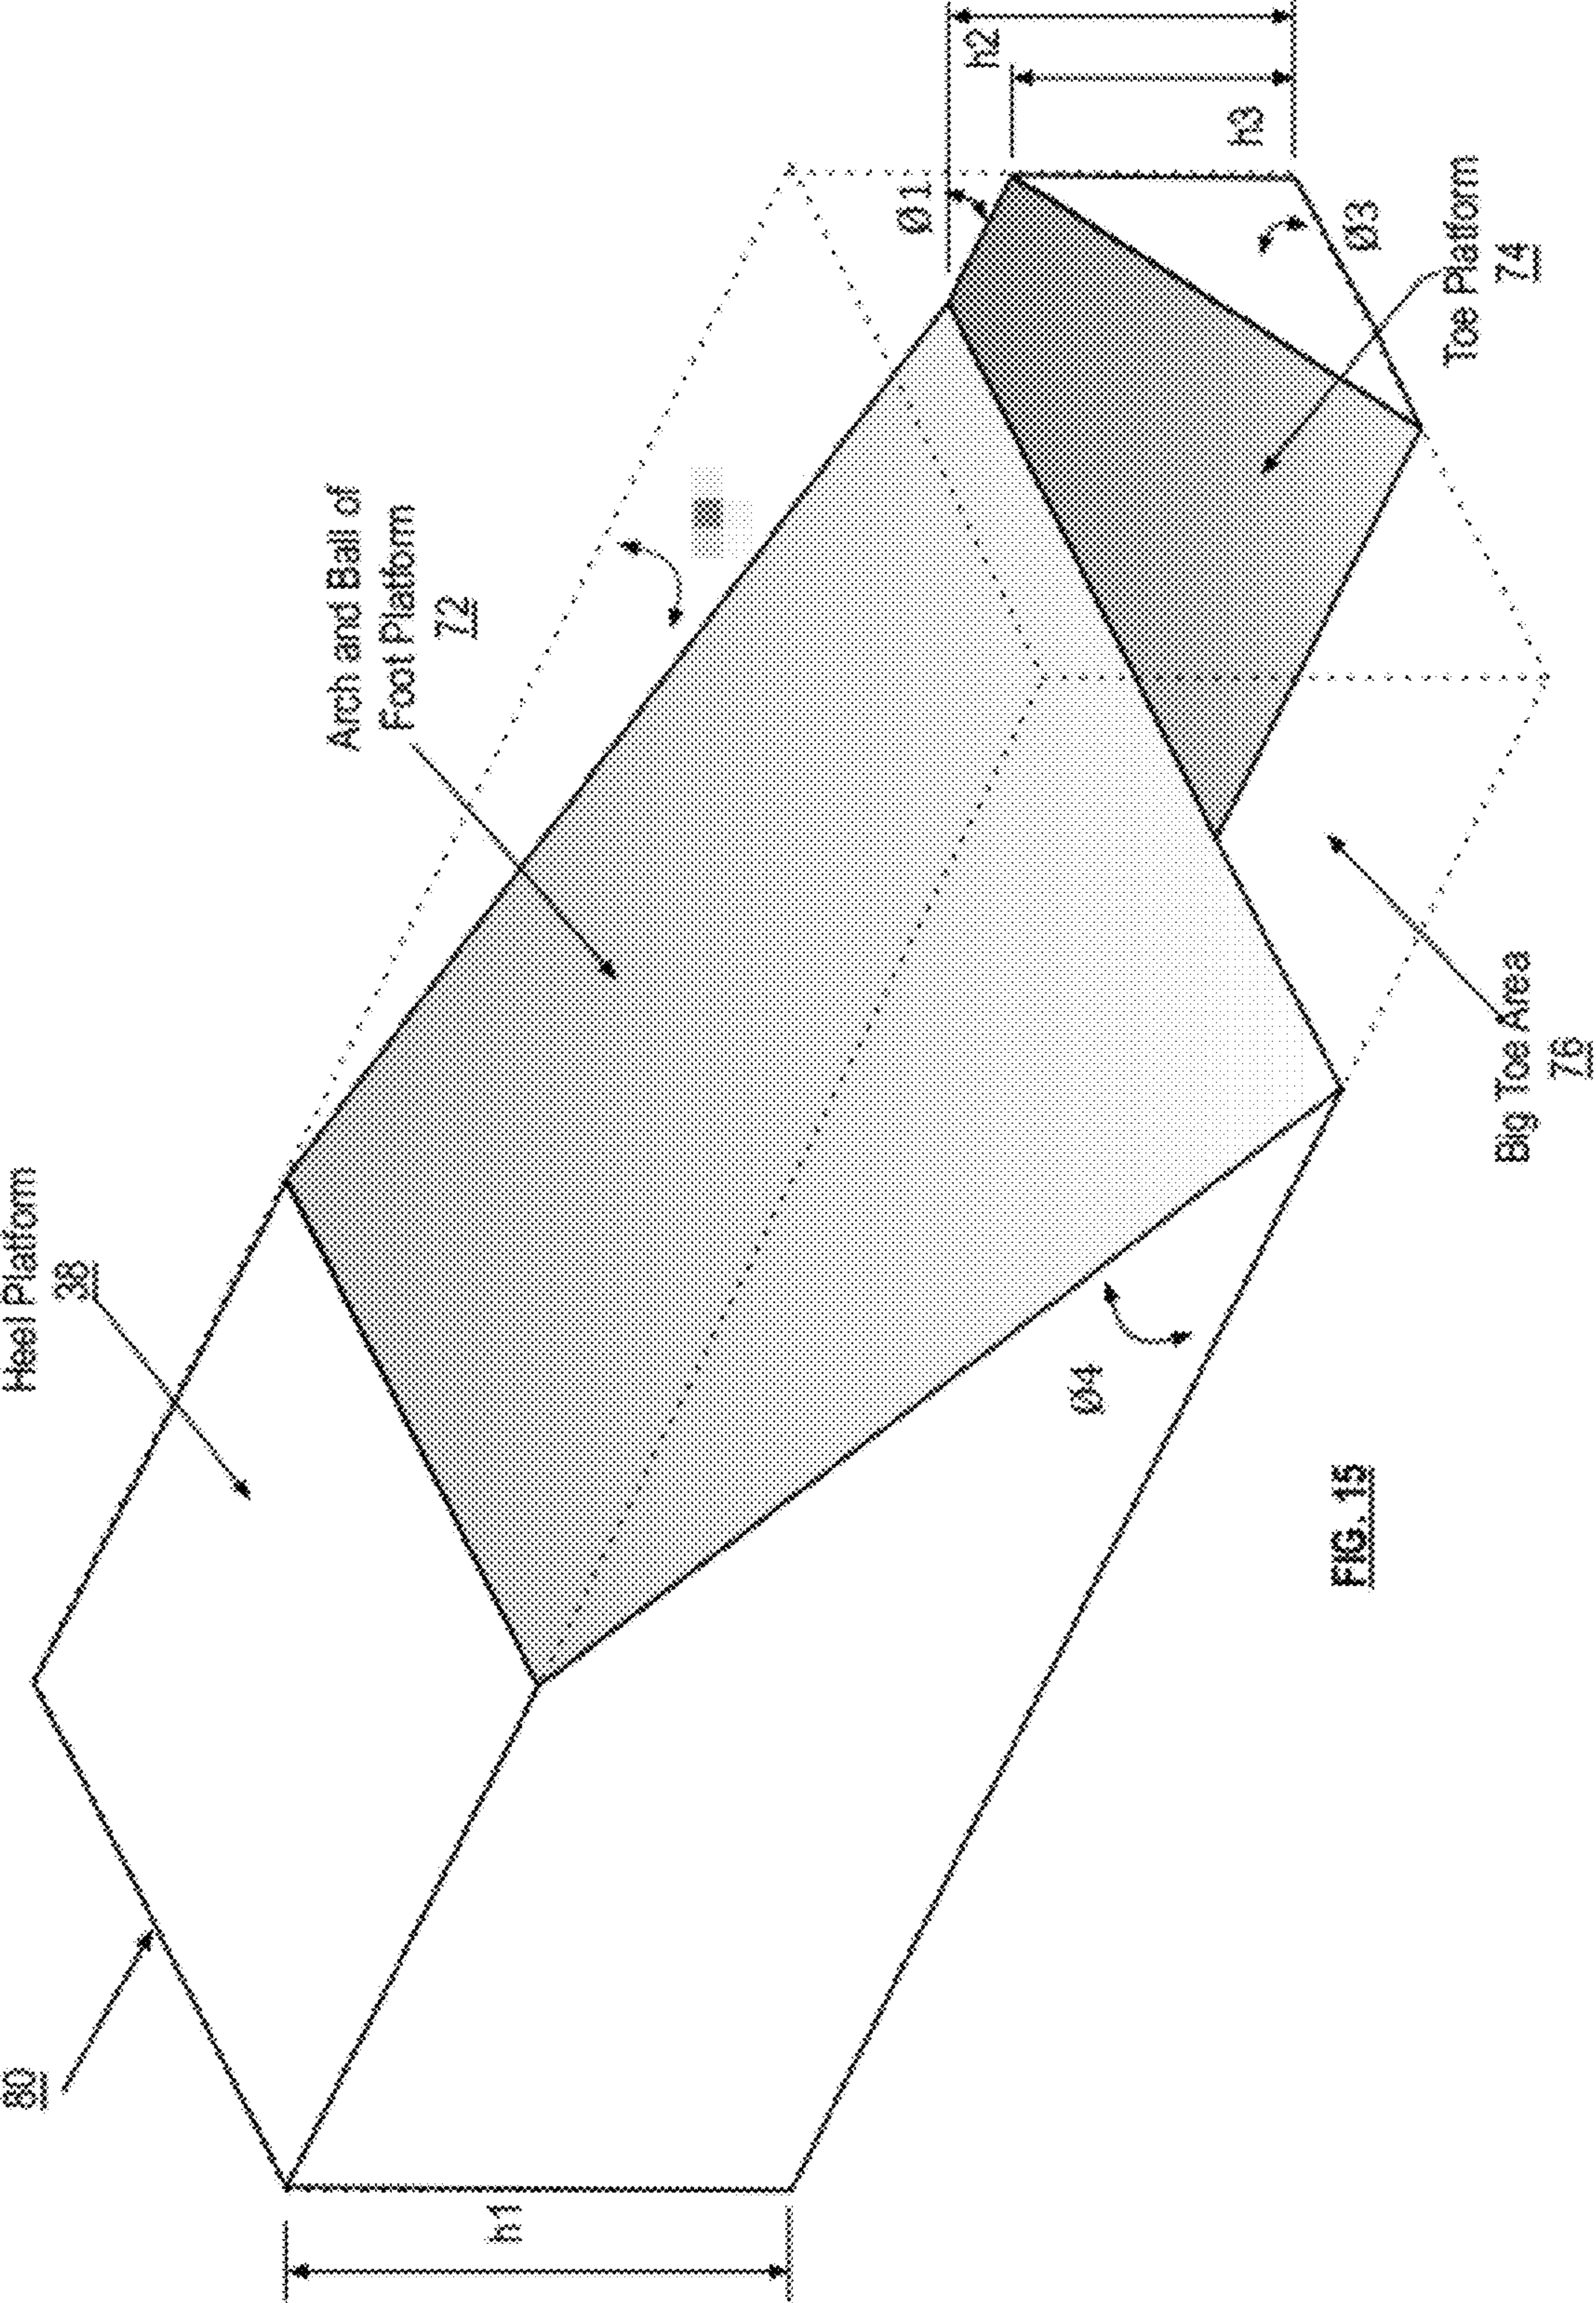 80
Heel Platform
38
Arch and Ball of
Foot Platform
72
h2
h3
Ø1
Ø3
Toe Platform
74
Big Toe Area
76
Ø4
h1
FIG. 15